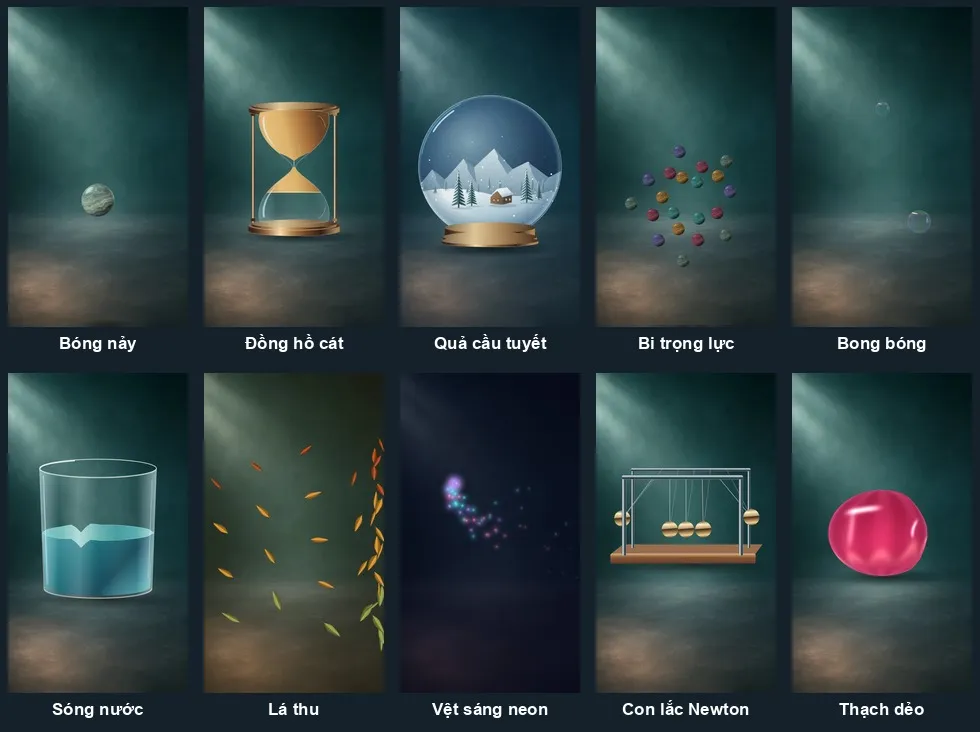 Bóng nảy
Đồng hồ cát
Quả cầu tuyết
Bi trọng lực
Bong bóng
Sóng nước
Lá thu
Vệt sáng neon
Con lắc Newton
Thạch dẻo